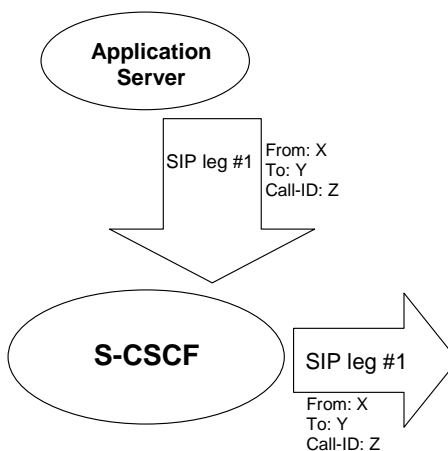 Application
Server
SIP leg #1
From: X
To: Y
Call-ID: Z
S-CSCF
SIP leg #1
From: X
To: Y
Call-ID: Z